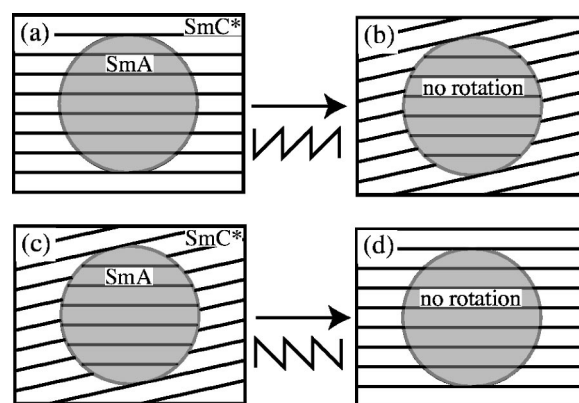 (a)
SmC*
SmA
(b)
no rotation
(c)
SmC*
SmA
(d)
no rotation